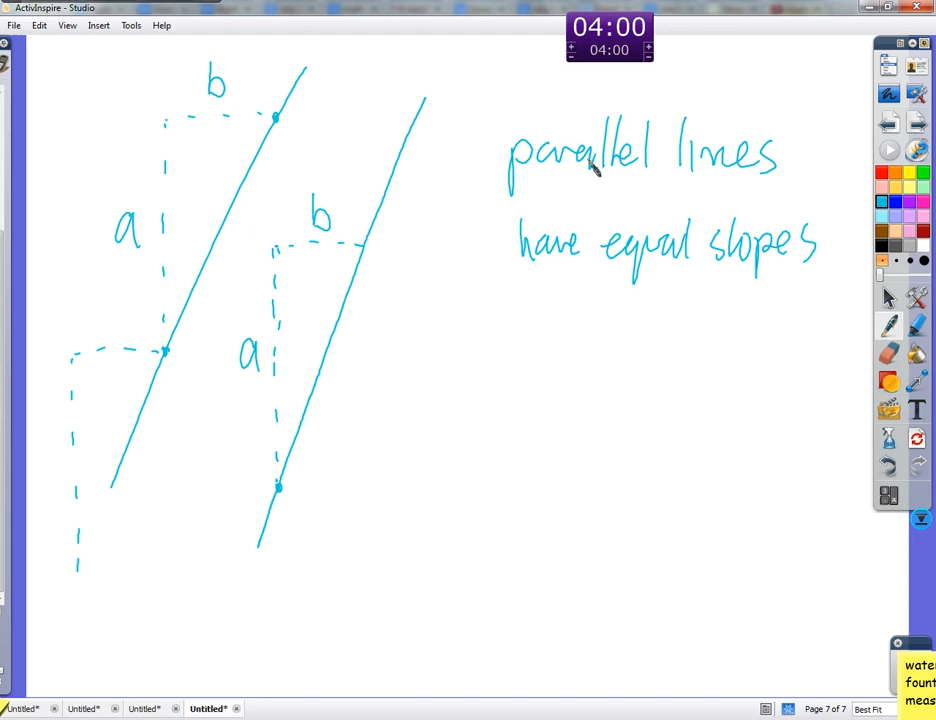 ActivInspire - Studio
File Edit View Insert Tools Help
04:00
04:00
b
a
b
a
parallel lines
have equal slopes
T
water
fount
meas
Untitled* Untitled* Untitled* Untitled*
Page 7 of 7 Best Fit